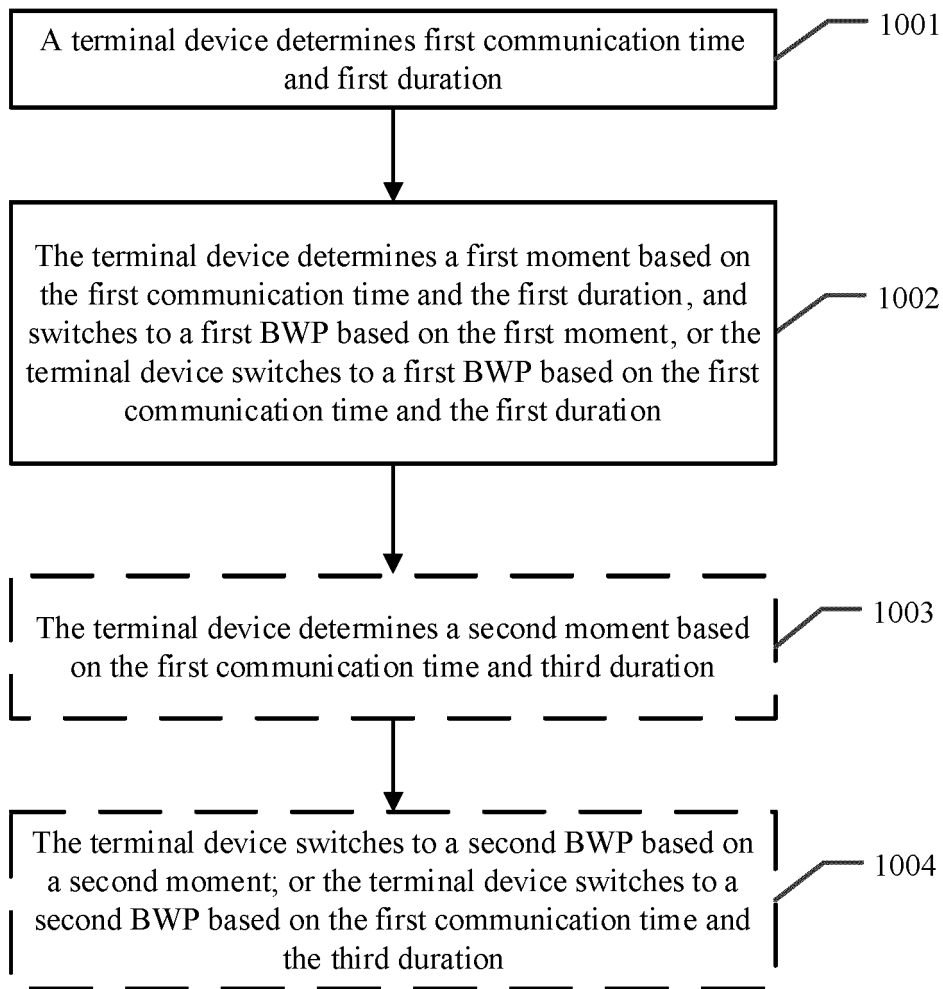 A terminal device determines first communication time
and first duration
1001
The terminal device determines a first moment based on
the first communication time and the first duration, and
switches to a first BWP based on the first moment, or the
terminal device switches to a first BWP based on the first
communication time and the first duration
1002
The terminal device determines a second moment based
on the first communication time and third duration
1003
The terminal device switches to a second BWP based on
a second moment; or the terminal device switches to a
second BWP based on the first communication time and
the third duration
1004